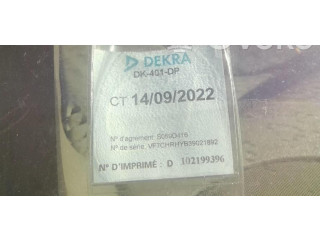 DEKRA
DK-401-DP
CT 14/09/2022
N° d'agrément
N° de série
N° D'IMPRIMÉ : D 102199396